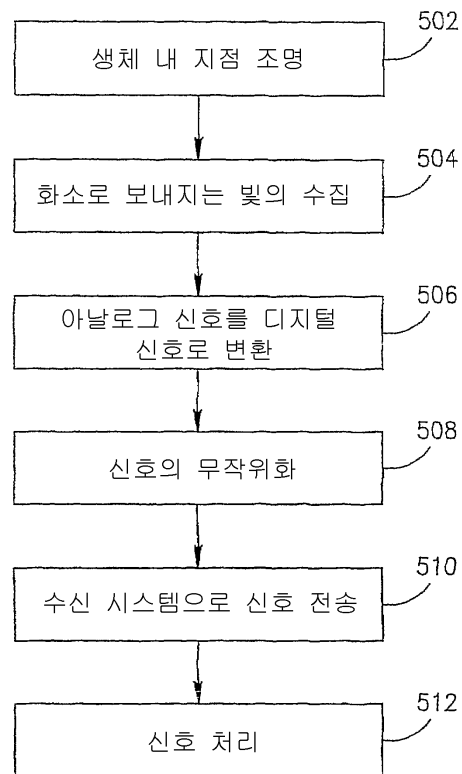 502
생체 내 지점 조명
504
화소로 보내지는 빛의 수집
506
아날로그 신호를 디지털
신호로 변환
508
신호의 무작위화
510
수신 시스템으로 신호 전송
512
신호 처리